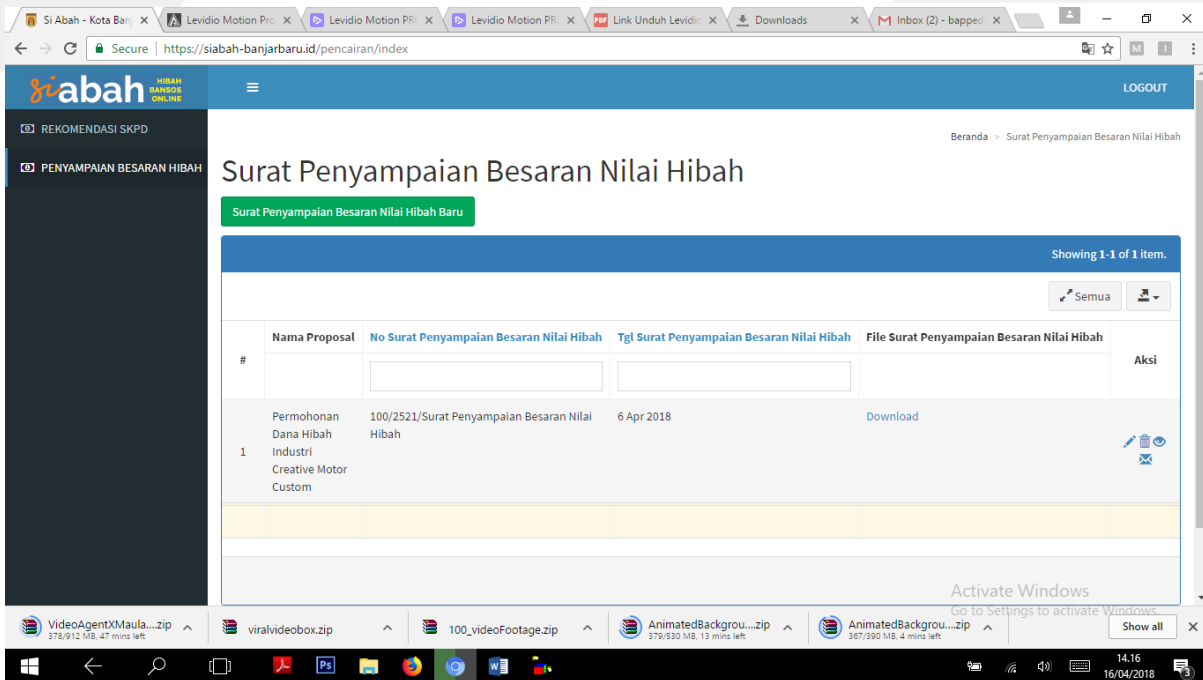 Si Abah - Kota Ban
Levidio Motion Pro
Levidio Motion PR
Levidio Motion PR
Link Unduh Levidio
Downloads
Inbox (2) - bapped
Secure | https://siabah-banjarbaru.id/pencairan/index
siabah HIBAH
BANSOS
ONLINE
LOGOUT
REKOMENDASI SKPD
PENYAMPAIAN BESARAN HIBAH
Beranda > Surat Penyampaian Besaran Nilai Hibah
Surat Penyampaian Besaran Nilai Hibah
Surat Penyampaian Besaran Nilai Hibah Baru
Showing 1-1 of 1 item.
Semua
# Nama Proposal No Surat Penyampaian Besaran Nilai Hibah Tgl Surat Penyampaian Besaran Nilai Hibah File Surat Penyampaian Besaran Nilai Hibah Aksi
1
Permohonan
Dana Hibah
Industri
Creative Motor
Custom
100/2521/Surat Penyampaian Besaran Nilai
Hibah
6 Apr 2018
Download
Activate Windows
Go to Settings to activate Windows.
VideoAgentXMaula....zip
378/912 MB, 47 mins left
viralvideobox.zip
100_videoFootage.zip
AnimatedBackgrou....zip
379/530 MB, 13 mins left
AnimatedBackgrou....zip
367/390 MB, 4 mins left
Show all
14.16
16/04/2018